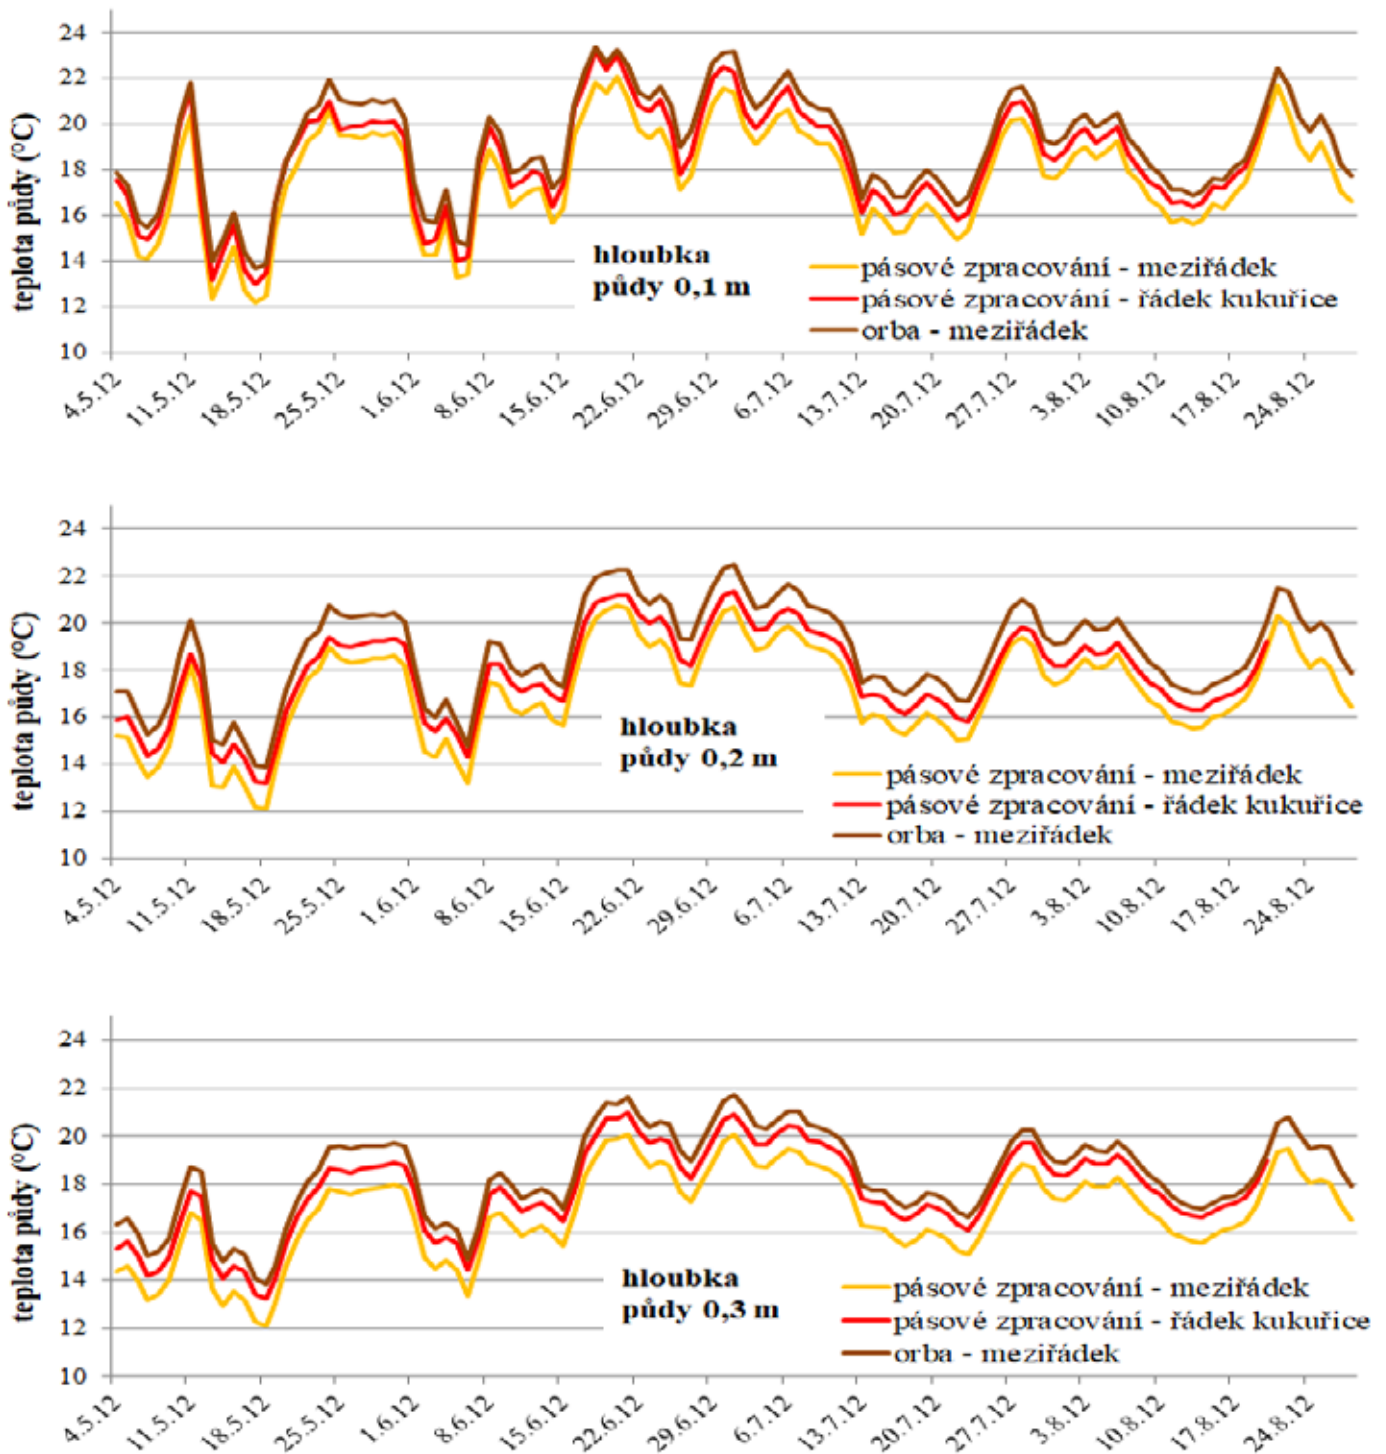 24
22
20
18
16
14
12
10
teplota půdy (°C)
hloubka
půdy 0,1 m
pásové zpracování - meziřádek
pásové zpracování - řádek kukuřice
orba - meziřádek
4.5.12 11.5.12 18.5.12 25.5.12 1.6.12 8.6.12 15.6.12 22.6.12 29.6.12 6.7.12 13.7.12 20.7.12 27.7.12 3.8.12 10.8.12 17.8.12 24.8.12
24
22
20
18
16
14
12
10
teplota půdy (°C)
hloubka
půdy 0,2 m
pásové zpracování - meziřádek
pásové zpracování - řádek kukuřice
orba - meziřádek
4.5.12 11.5.12 18.5.12 25.5.12 1.6.12 8.6.12 15.6.12 22.6.12 29.6.12 6.7.12 13.7.12 20.7.12 27.7.12 3.8.12 10.8.12 17.8.12 24.8.12
24
22
20
18
16
14
12
10
teplota půdy (°C)
hloubka
půdy 0,3 m
pásové zpracování - meziřádek
pásové zpracování - řádek kukuřice
orba - meziřádek
4.5.12 11.5.12 18.5.12 25.5.12 1.6.12 8.6.12 15.6.12 22.6.12 29.6.12 6.7.12 13.7.12 20.7.12 27.7.12 3.8.12 10.8.12 17.8.12 24.8.12